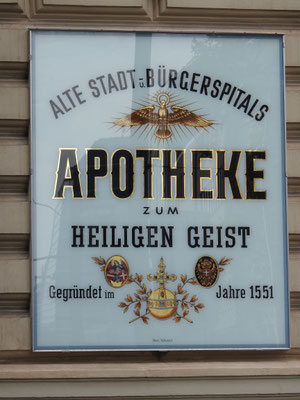 ALTE STADT u. BÜRGERSPITALS
APOTHEKE
ZUM
HEILIGEN GEIST
Gegründet im Jahre 1551